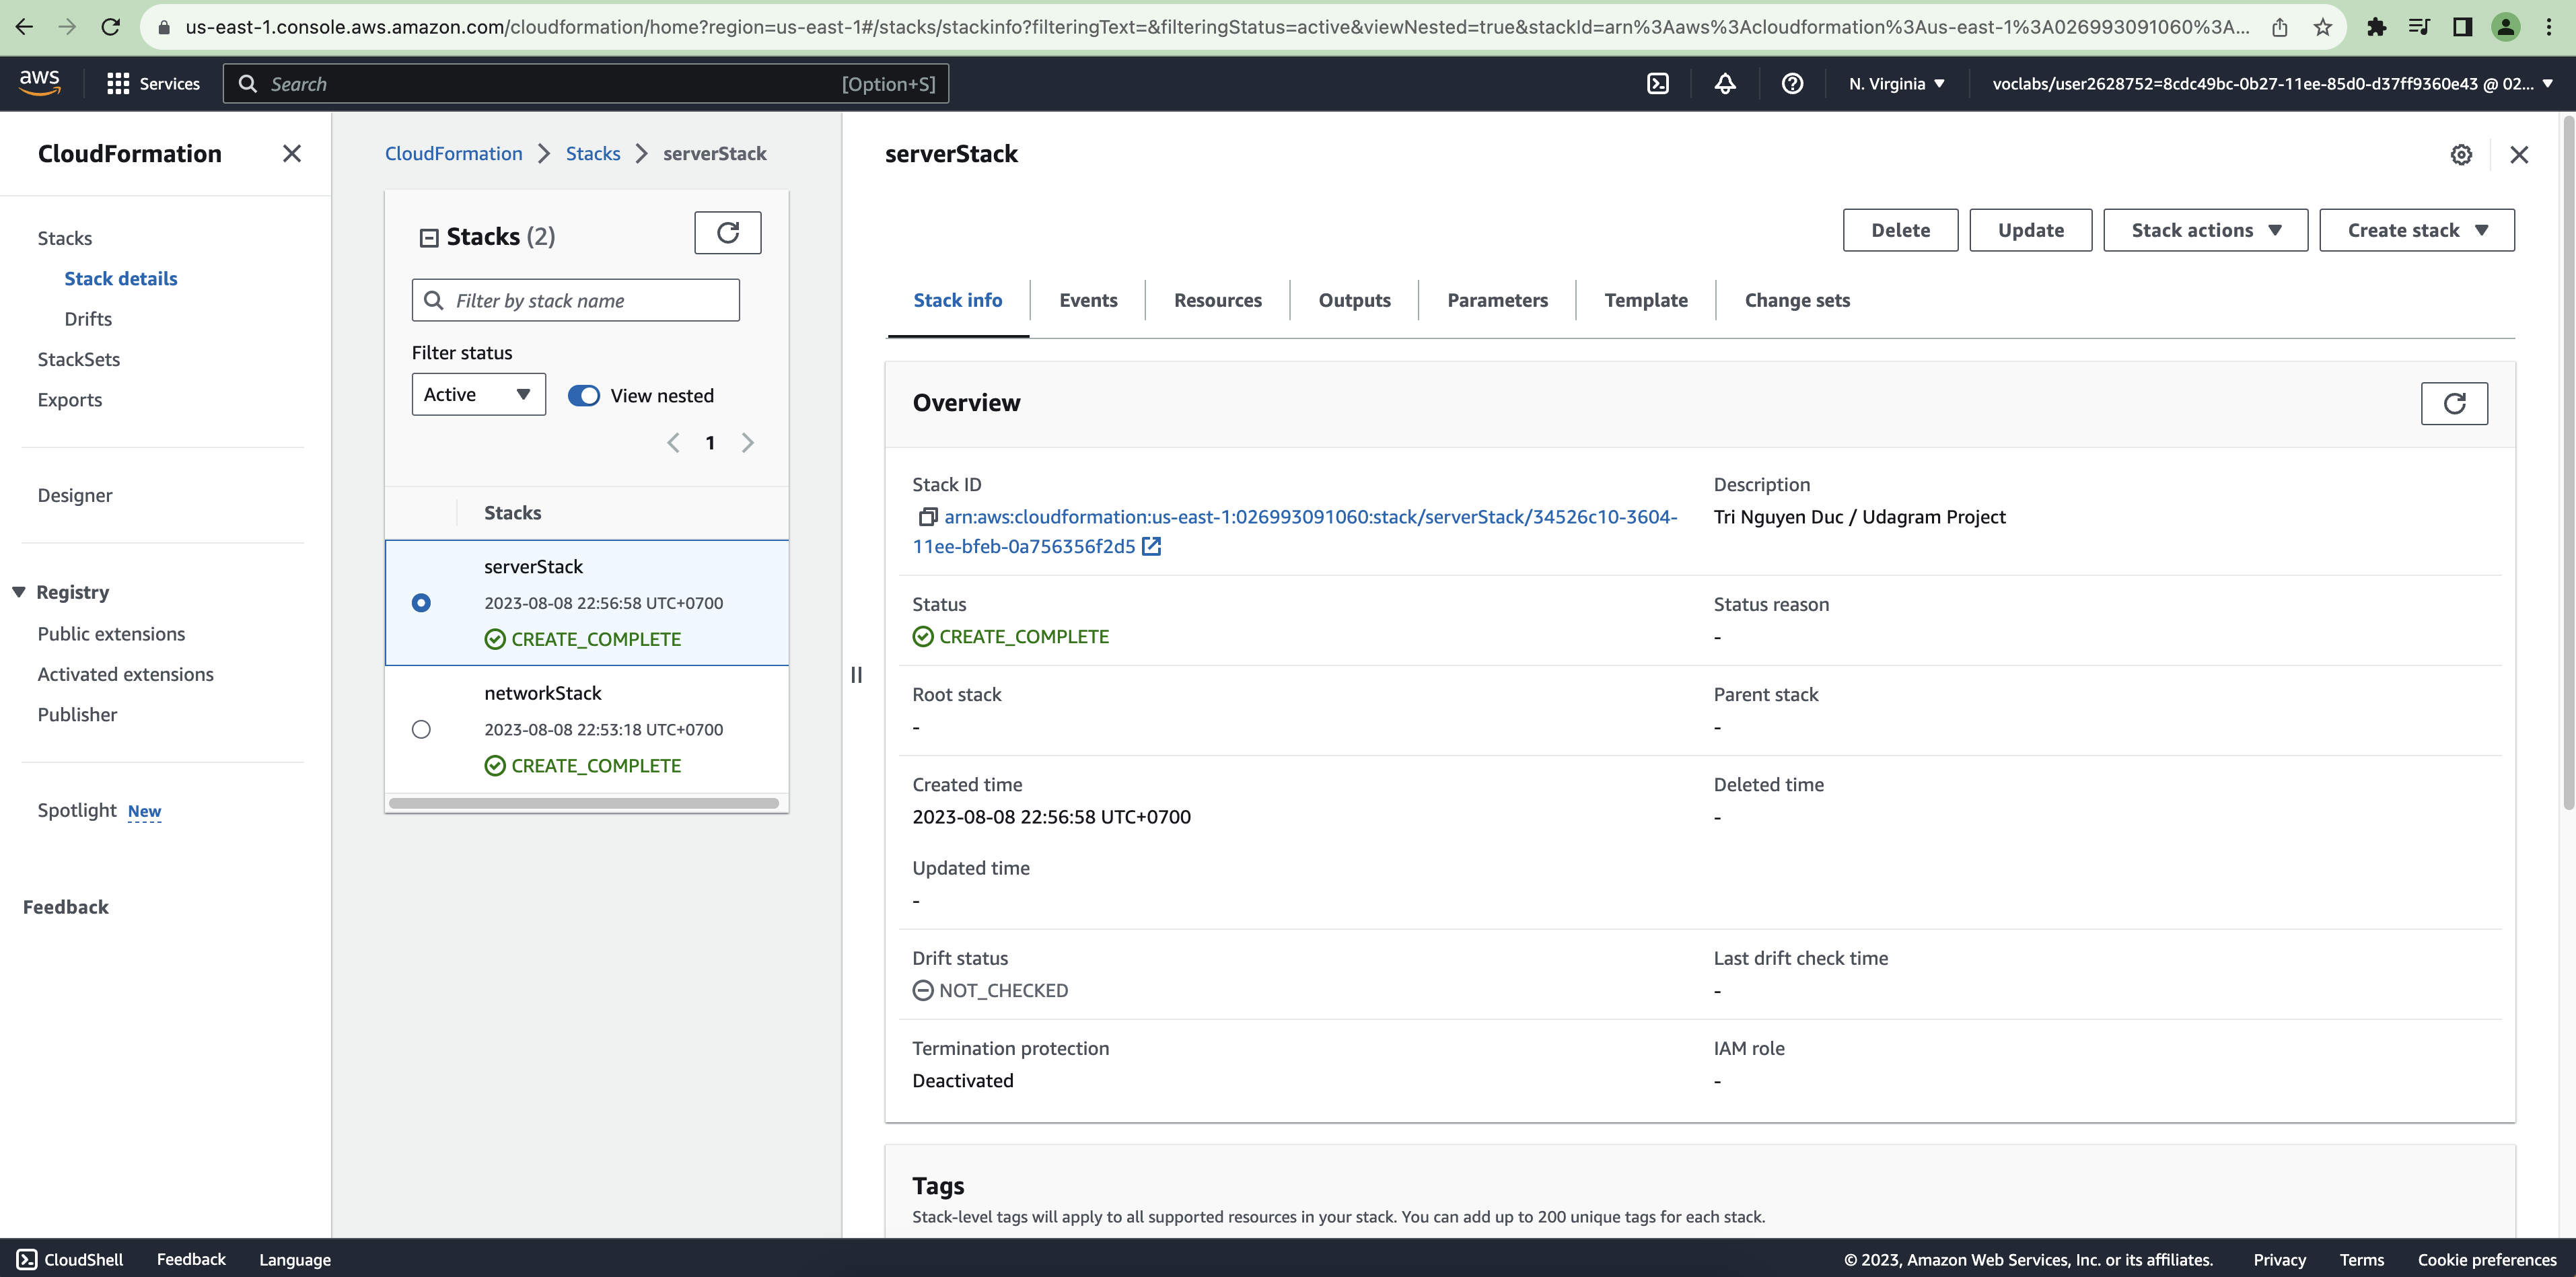 us-east-1.console.aws.amazon.com/cloudformation/home?region=us-east-1#/stacks/stackinfo?filteringText=&filteringStatus=active&viewNested=true&stackId=arn%3Aaws%3Acloudformation%3Aus-east-1%3A026993091060%3A...
aws Services Search [Option+S] N. Virginia voclabs/user2628752=8cdc49bc-0b27-11ee-85d0-d37ff9360e43 @ 02...
CloudFormation
Stacks
Stack details
Drifts
StackSets
Exports
Designer
Registry
Public extensions
Activated extensions
Publisher
Spotlight New
Feedback
CloudFormation Stacks serverStack
Stacks (2)
Filter by stack name
Filter status
Active View nested
1
Stacks
serverStack
2023-08-08 22:56:58 UTC+0700
CREATE_COMPLETE
networkStack
2023-08-08 22:53:18 UTC+0700
CREATE_COMPLETE
serverStack
Delete Update Stack actions Create stack
Stack info Events Resources Outputs Parameters Template Change sets
Overview
Stack ID
arn:aws:cloudformation:us-east-1:026993091060:stack/serverStack/34526c10-3604-
11ee-bfeb-0a756356f2d5
Description
Tri Nguyen Duc / Udagram Project
Status
CREATE_COMPLETE
Status reason
-
Root stack
-
Parent stack
-
Created time
2023-08-08 22:56:58 UTC+0700
Deleted time
-
Updated time
-
Drift status
NOT_CHECKED
Last drift check time
-
Termination protection
Deactivated
IAM role
-
Tags
Stack-level tags will apply to all supported resources in your stack. You can add up to 200 unique tags for each stack.
CloudShell Feedback Language © 2023, Amazon Web Services, Inc. or its affiliates. Privacy Terms Cookie preferences